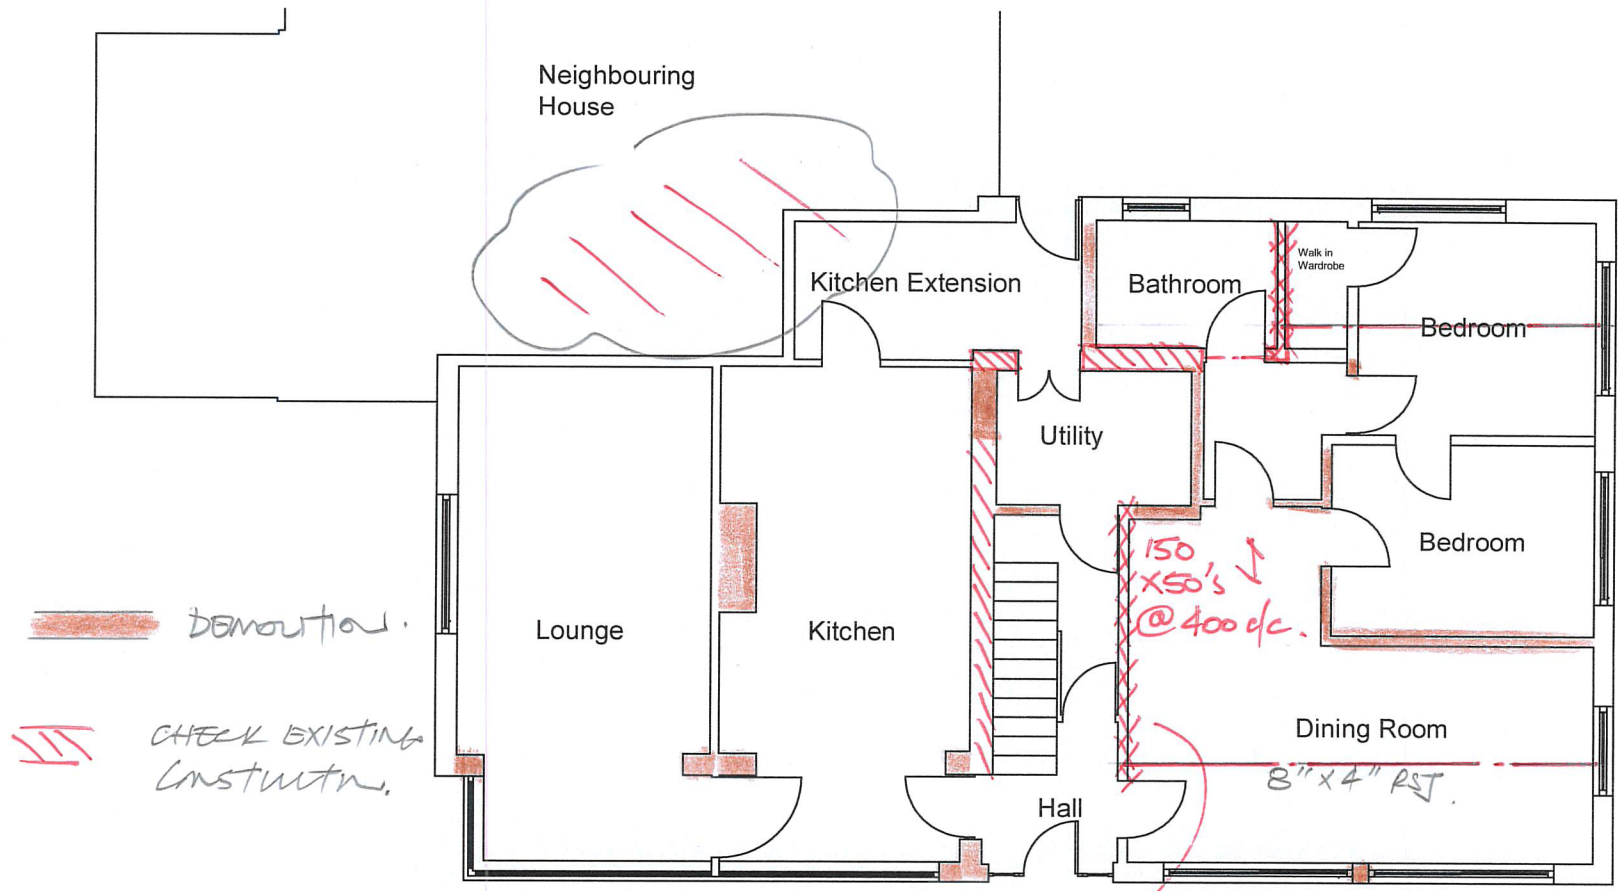 Neighbouring
House
Kitchen Extension
Bathroom
Walk in
Wardrobe
Bedroom
Utility
Bedroom
150
X50's
@400 c/c.
Lounge
Kitchen
DEMOLITION.
CHECK EXISTING
Dining Room
8"X4" RSJ.
Hall